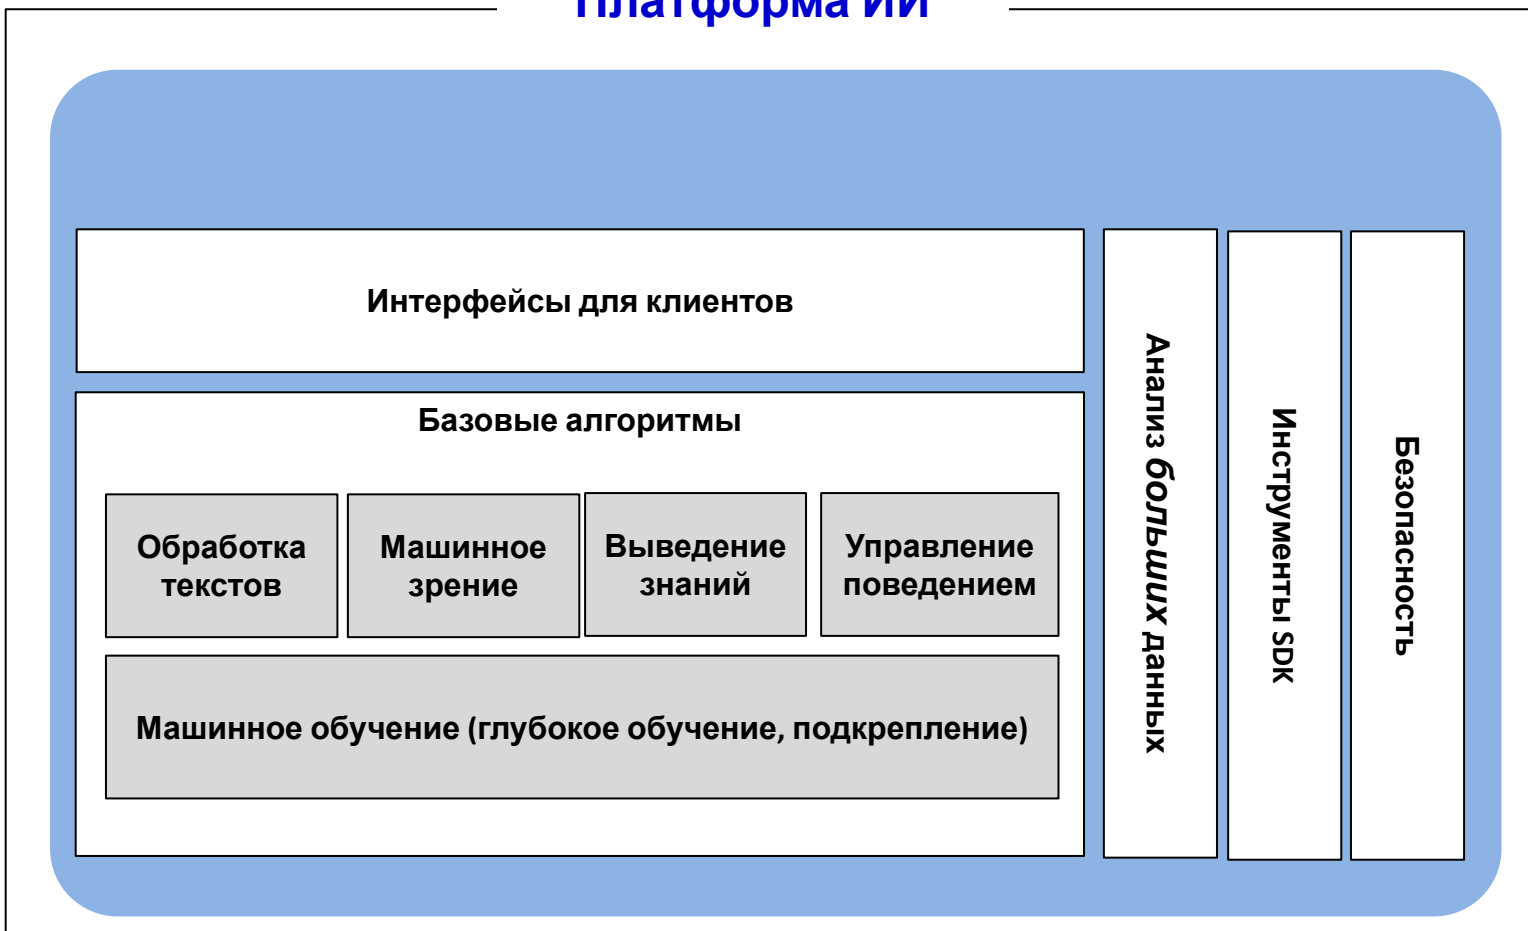 Платформа ИИ
Интерфейсы для клиентов
Базовые алгоритмы
Обработка
текстов
Машинное
зрение
Выведение
знаний
Управление
поведением
Машинное обучение (глубокое обучение, подкрепление)
Анализ больших данных
Инструменты SDK
Безопасность